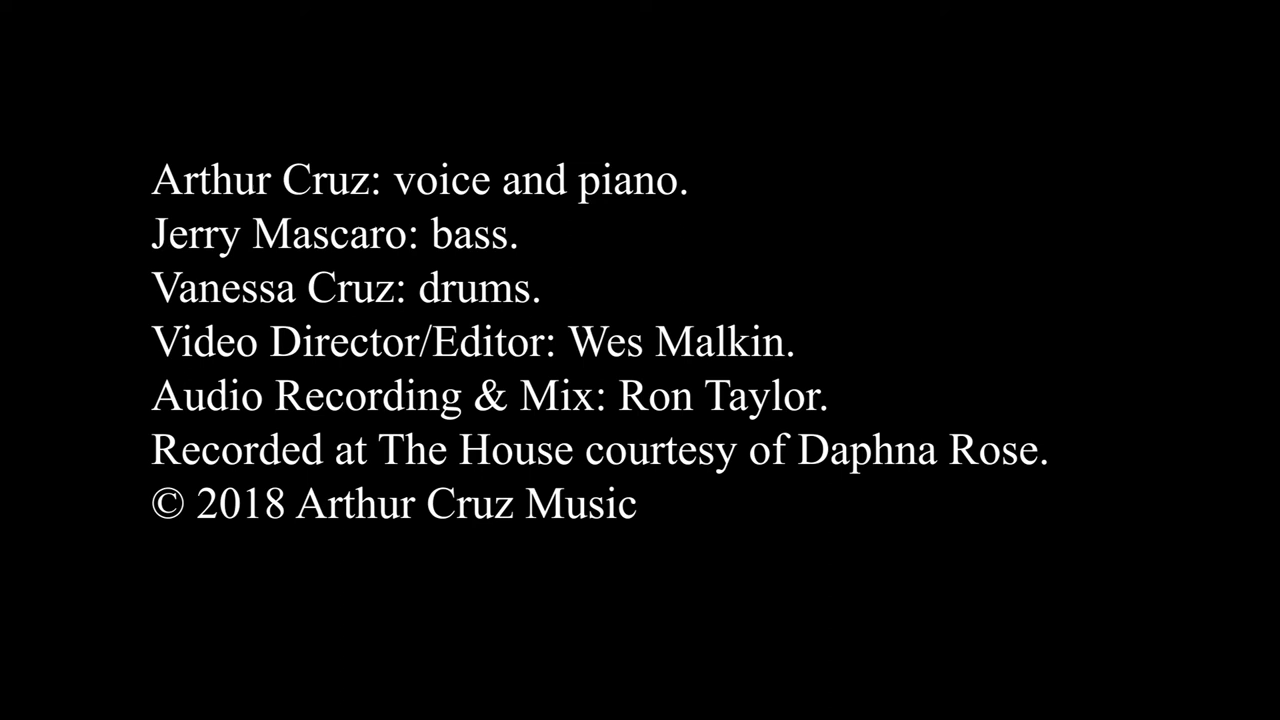 Arthur Cruz: voice and piano.
Jerry Mascaro: bass.
Vanessa Cruz: drums.
Video Director/Editor: Wes Malkin.
Audio Recording & Mix: Ron Taylor.
Recorded at The House courtesy of Daphna Rose.
© 2018 Arthur Cruz Music